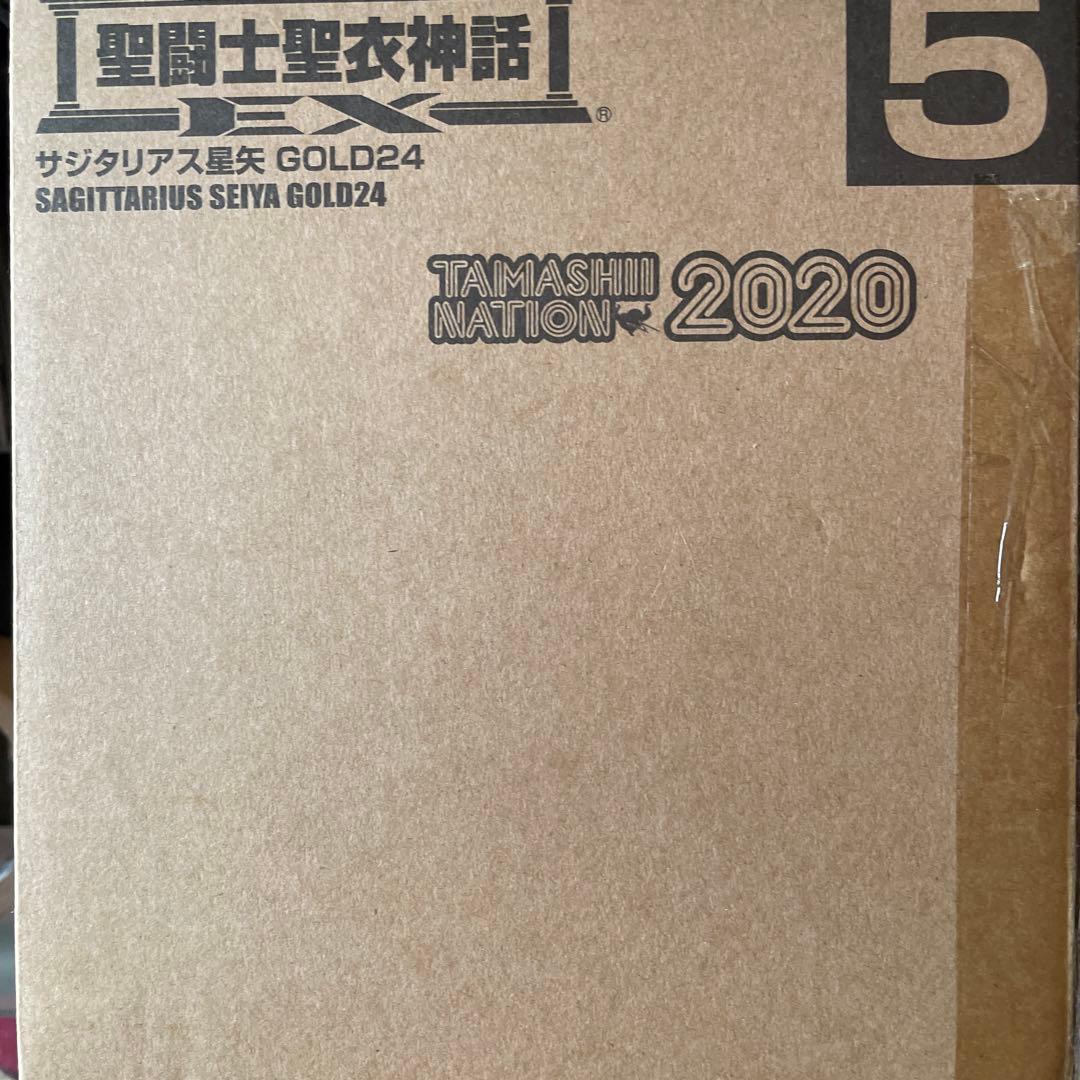 聖闘士聖衣神話
EX®
サジタリアス星矢 GOLD24
SAGITTARIUS SEIYA GOLD24
5
TAMASHII
NATION 2020